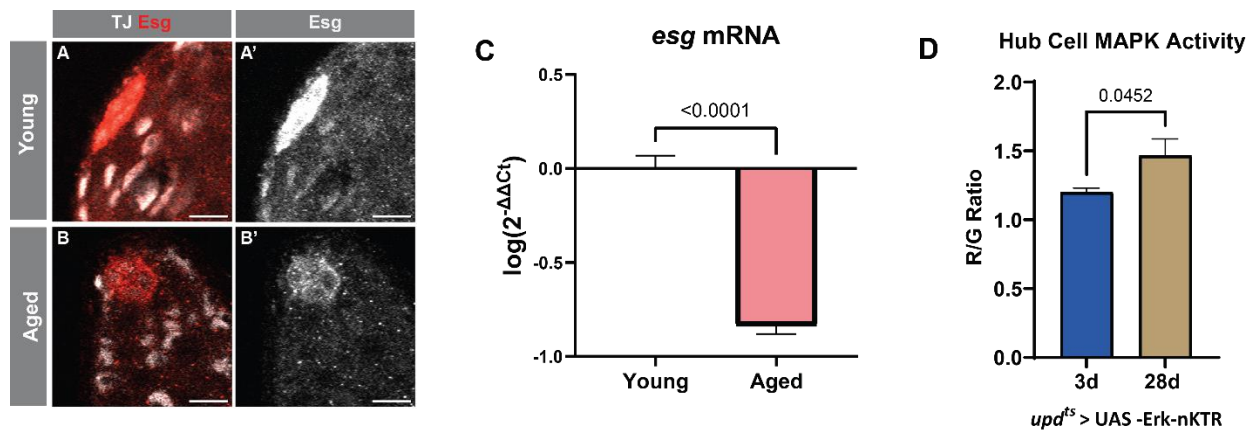 TJ Esg
Esg
Young
A
A'
Aged
B
B'
C
esg mRNA
log(2^-ΔΔCt)
0.5
0.0
-0.5
-1.0
<0.0001
Young
Aged
D
Hub Cell MAPK Activity
R/G Ratio
2.0
1.5
1.0
0.5
0.0
0.0452
3d
28d
upd^ts > UAS -Erk-nKTR